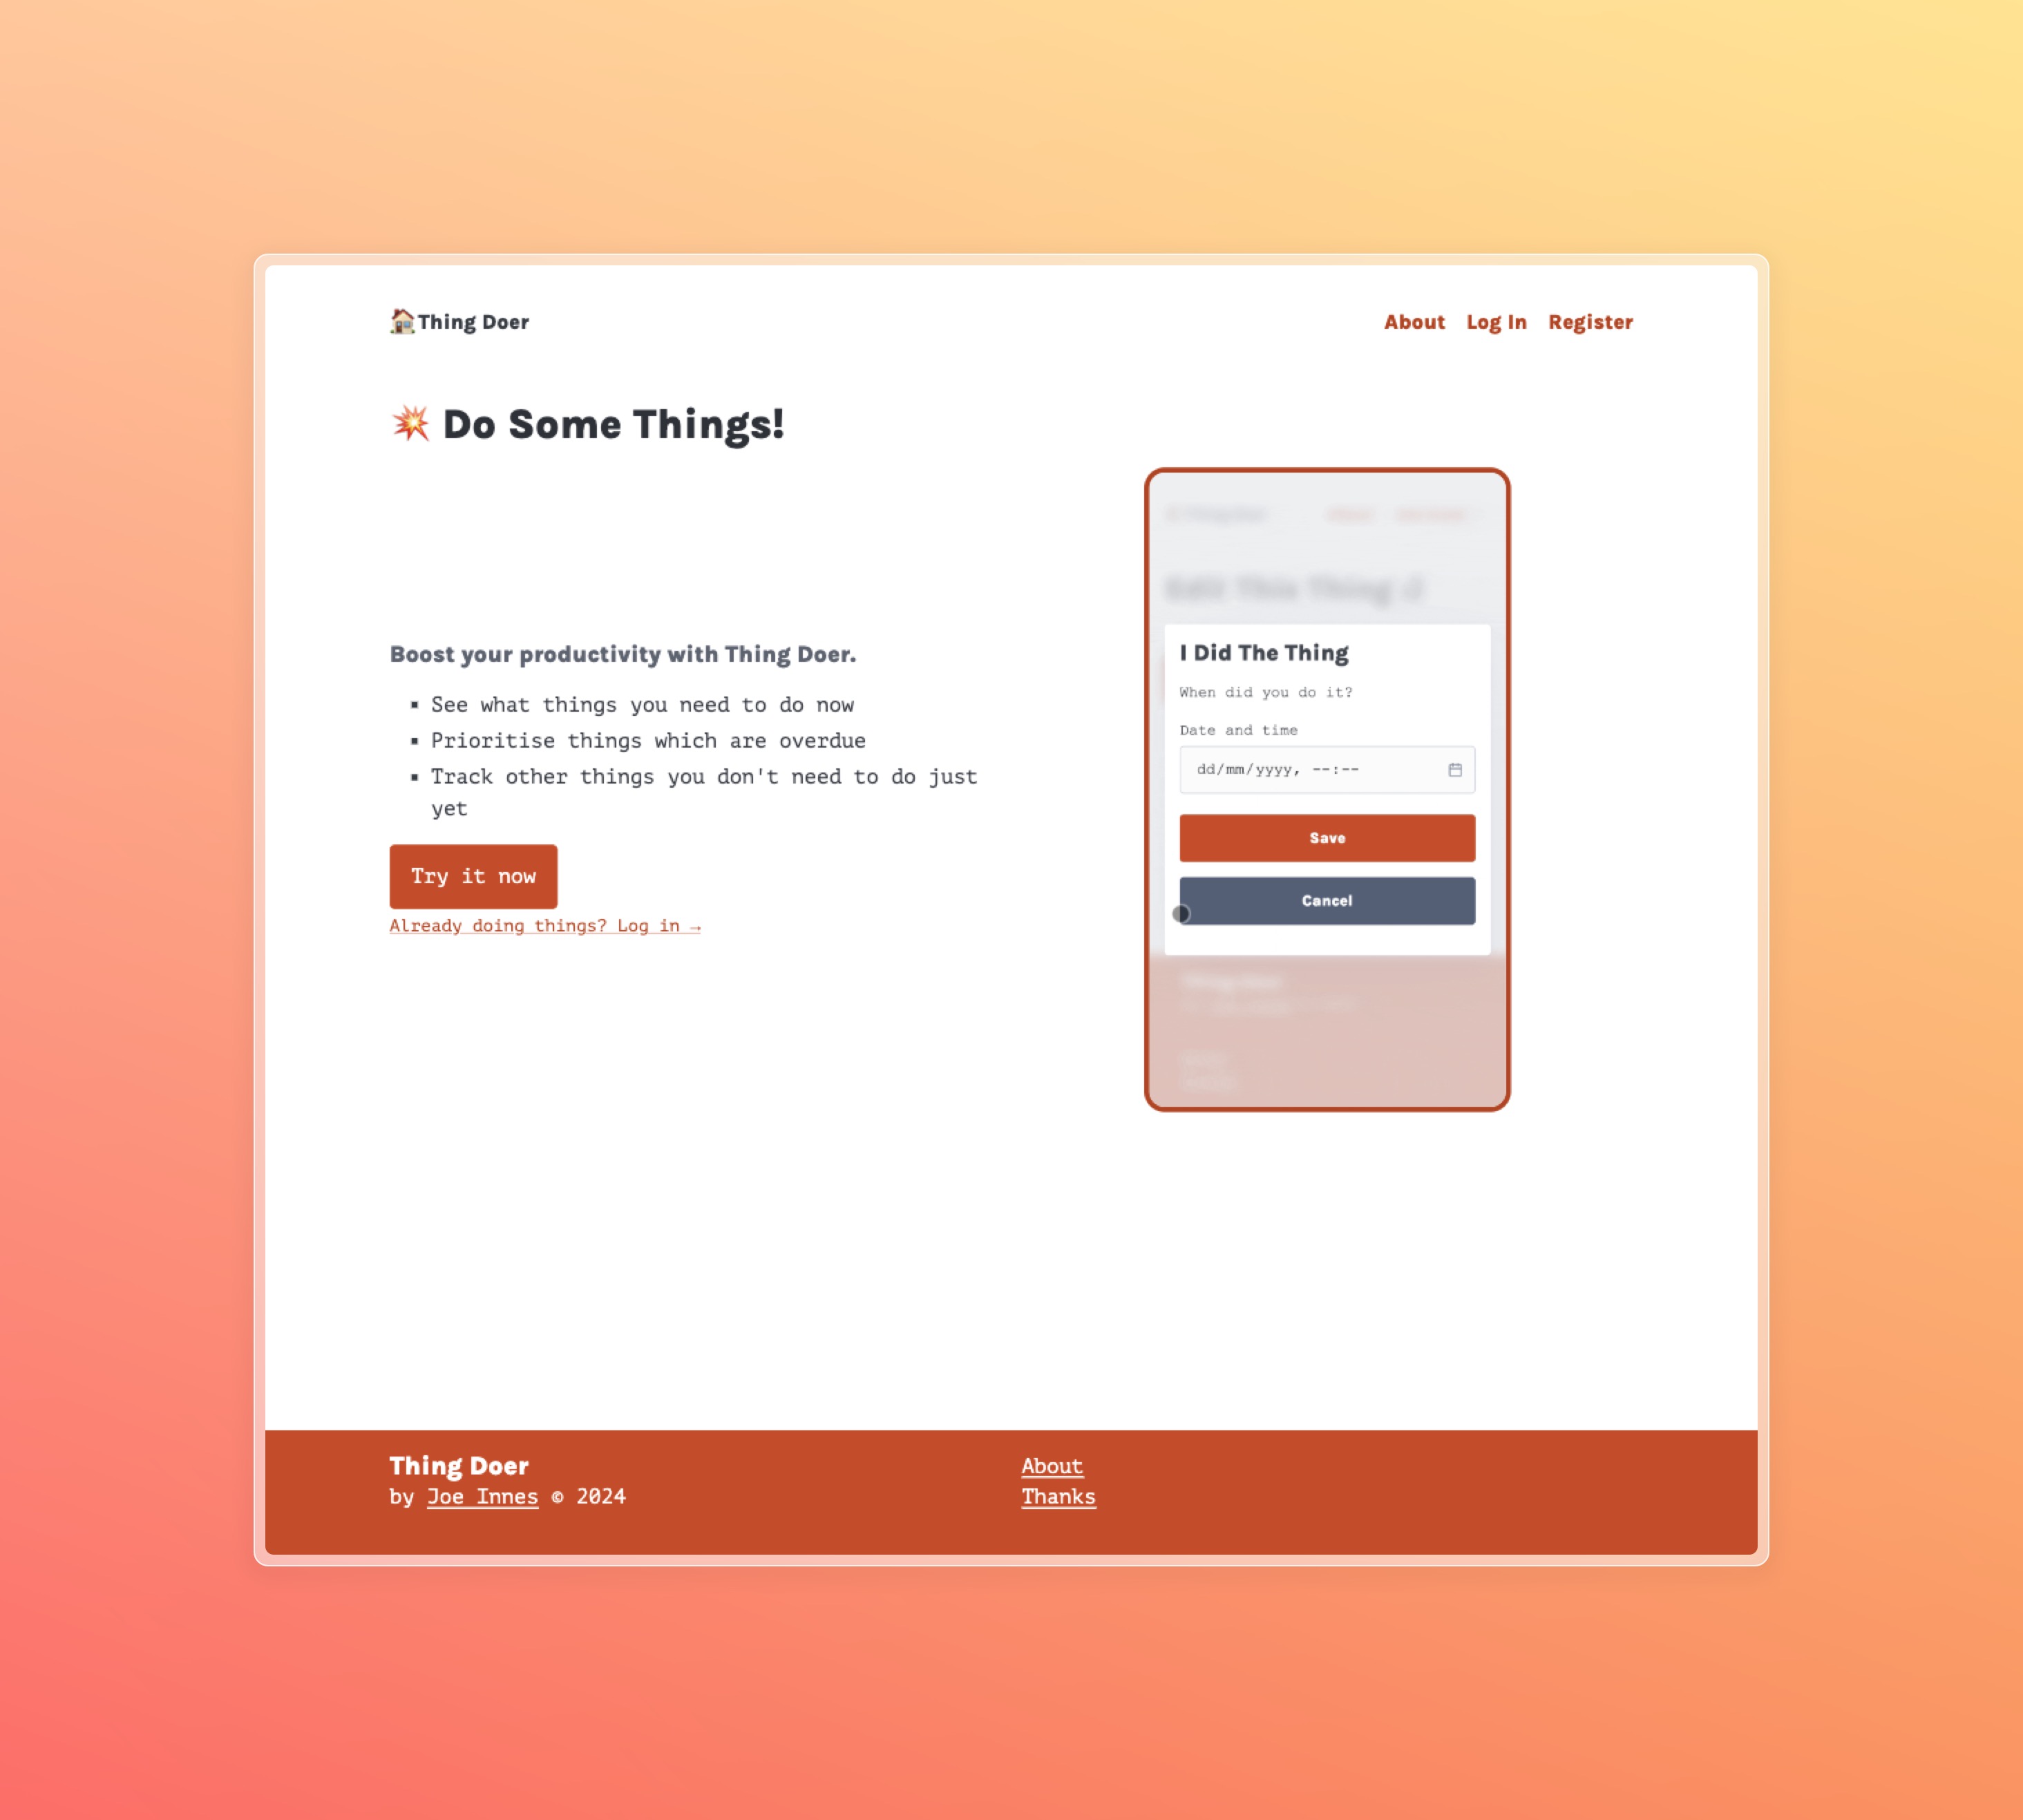 🏠Thing Doer
About Log In Register
💥 Do Some Things!
Boost your productivity with Thing Doer.
▪ See what things you need to do now
▪ Prioritise things which are overdue
▪ Track other things you don't need to do just
yet
Try it now
Already doing things? Log in →
Edit This Thing
I Did The Thing
When did you do it?
Date and time
dd/mm/yyyy, --:--
Save
Cancel
Thing Doer
by Joe Innes © 2024
About
Thanks